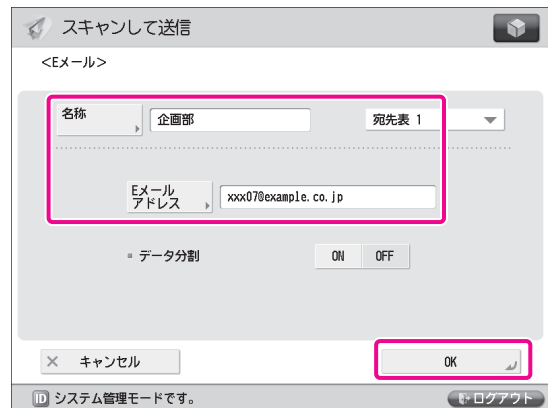 スキャンして送信
<Eメール>
名称 企画部 宛先表 1
Eメール
アドレス xxx07@example.co.jp
データ分割 ON OFF
× キャンセル OK
ID システム管理モードです。 ログアウト